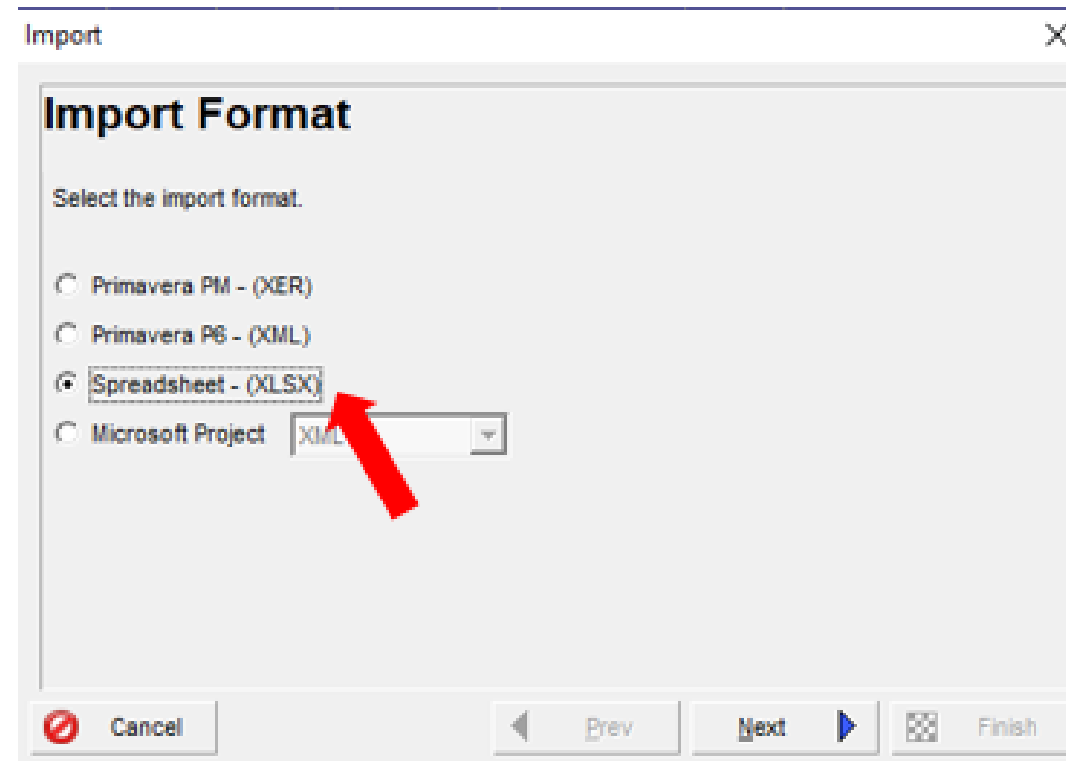 Import
Import Format
Select the import format.
Primavera PM - (XER)
Primavera P6 - (XML)
Spreadsheet - (XLSX)
Microsoft Project XML
Cancel Prev Next Finish